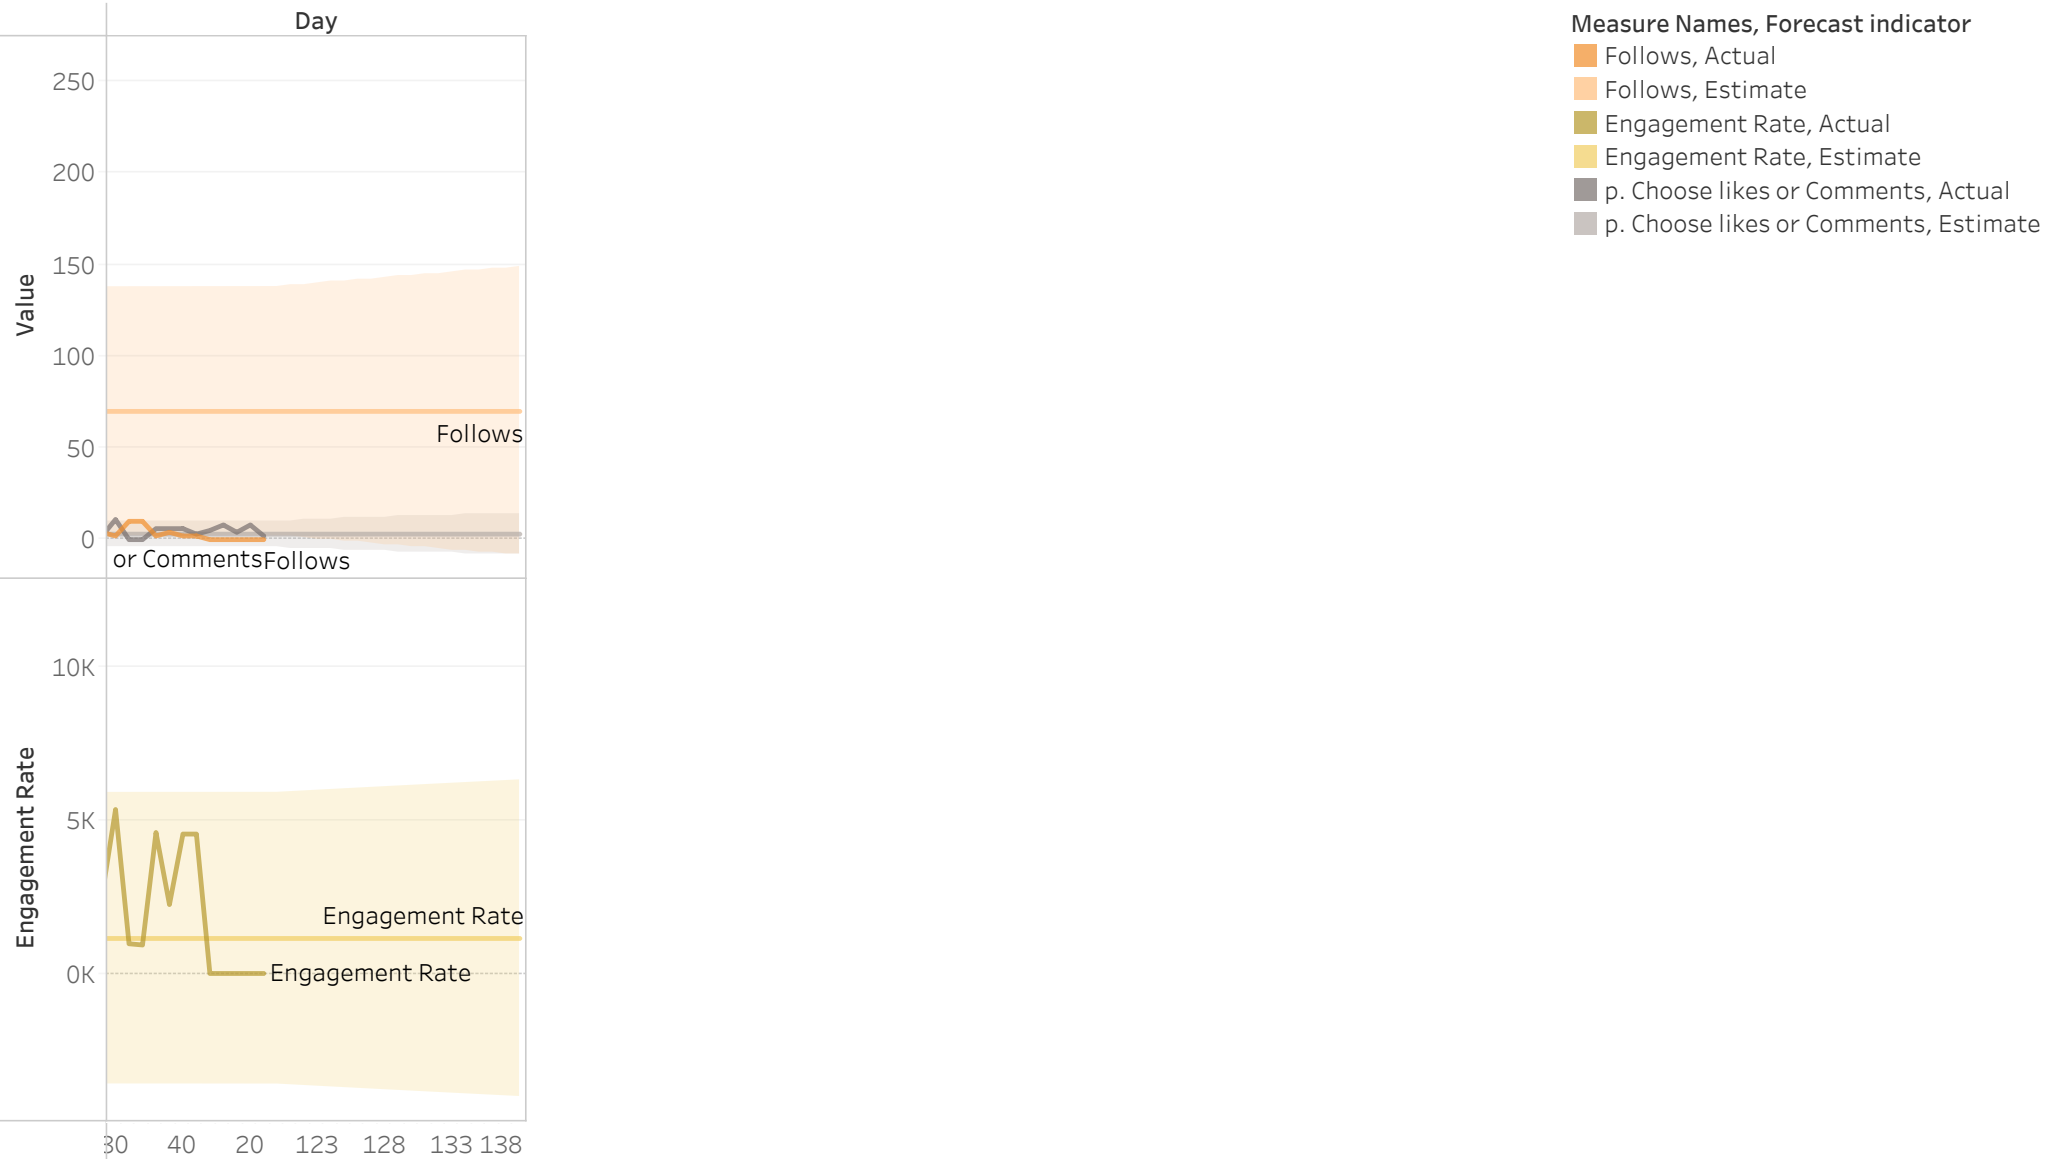 Day
250
200
150
100
50
0
Value
Follows
or CommentsFollows
10K
5K
0K
Engagement Rate
Engagement Rate
Engagement Rate
40
20
123
128
133
138
Measure Names, Forecast indicator
Follows, Actual
Follows, Estimate
Engagement Rate, Actual
Engagement Rate, Estimate
p. Choose likes or Comments, Actual
p. Choose likes or Comments, Estimate